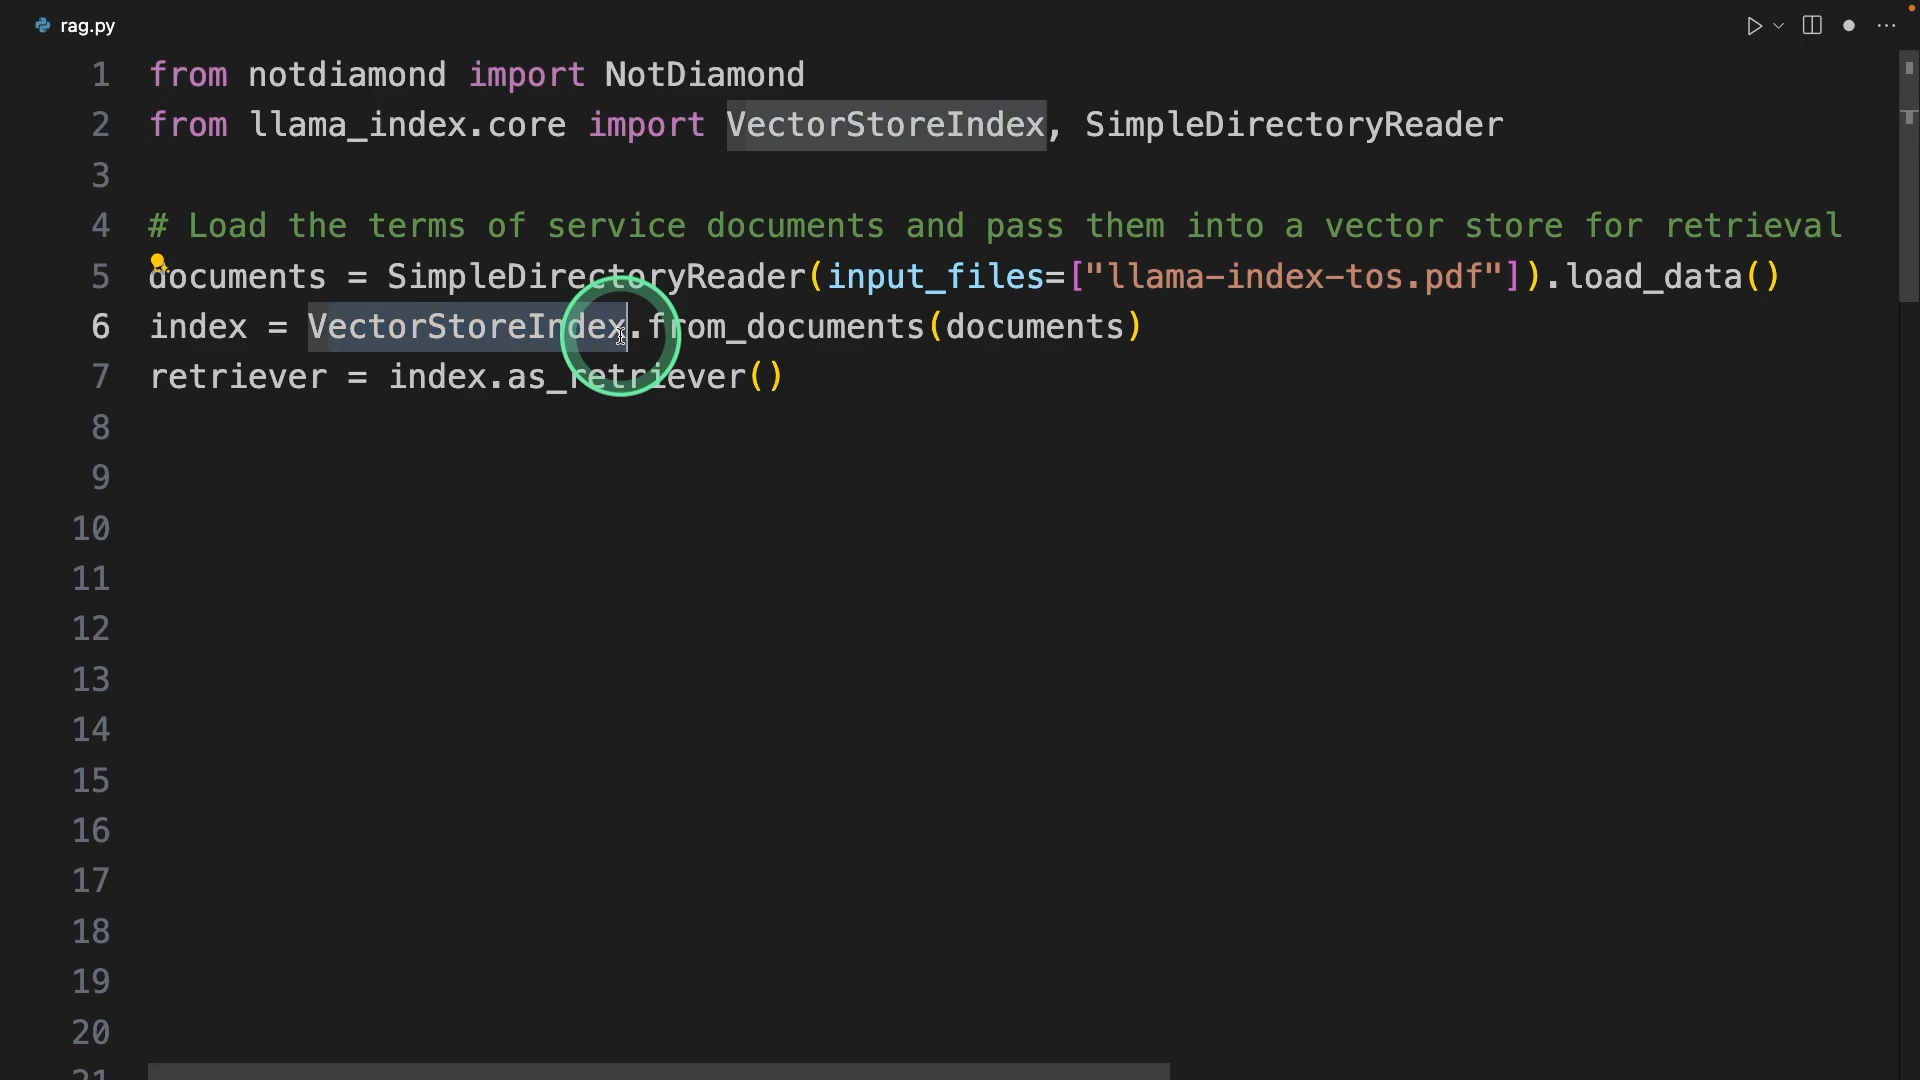 rag.py
1 from notdiamond import NotDiamond
2 from llama_index.core import VectorStoreIndex, SimpleDirectoryReader
3
4 # Load the terms of service documents and pass them into a vector store for retrieval
5 documents = SimpleDirectoryReader(input_files=["llama-index-tos.pdf"]).load_data()
6 index = VectorStoreIndex.from_documents(documents)
7 retriever = index.as_retriever()
8
9
10
11
12
13
14
15
16
17
18
19
20
21